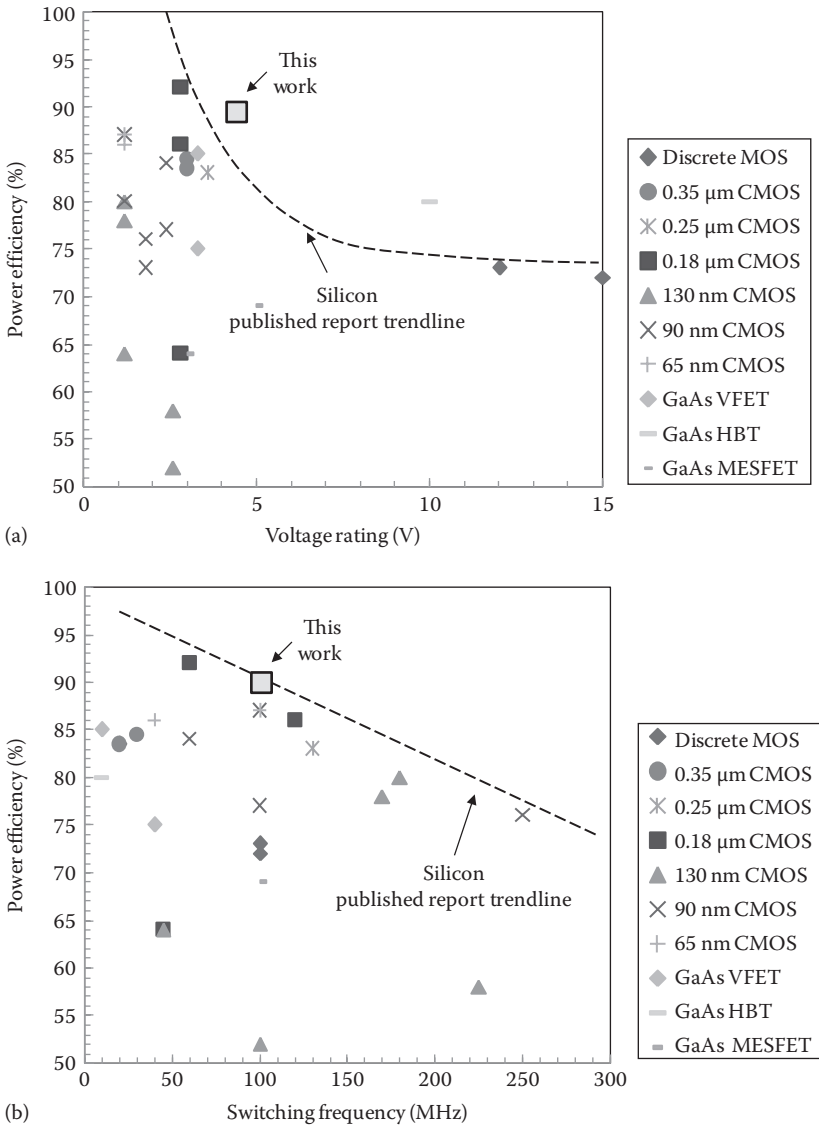 100
95
90
85
80
75
70
65
60
55
50
Power efficiency (%)
This
work
Silicon
published report trendline
0
5
10
15
Voltage rating (V)
(a)
Discrete MOS
0.35 µm CMOS
0.25 µm CMOS
0.18 µm CMOS
130 nm CMOS
90 nm CMOS
65 nm CMOS
GaAs VFET
GaAs HBT
GaAs MESFET
100
95
90
85
80
75
70
65
60
55
50
Power efficiency (%)
This
work
Silicon
published report trendline
0
50
100
150
200
250
300
Switching frequency (MHz)
(b)
Discrete MOS
0.35 µm CMOS
0.25 µm CMOS
0.18 µm CMOS
130 nm CMOS
90 nm CMOS
65 nm CMOS
GaAs VFET
GaAs HBT
GaAs MESFET